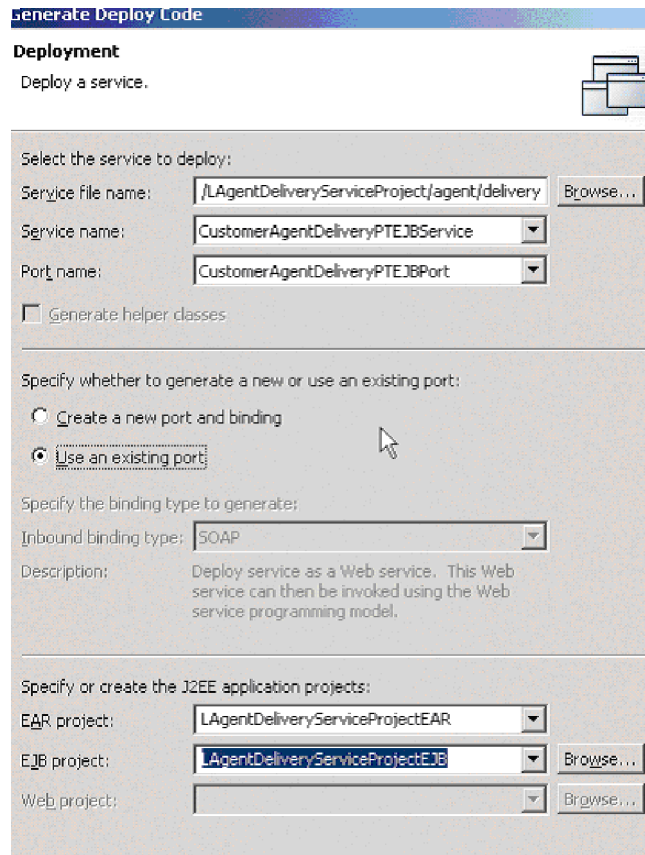 Generate Deploy Code
Deployment
Deploy a service.
Select the service to deploy:
Service file name: /LAgentDeliveryServiceProject/agent/delivery Browse...
Service name: CustomerAgentDeliveryPTEJBService
Port name: CustomerAgentDeliveryPTEJBPort
Generate helper classes
Specify whether to generate a new or use an existing port:
Create a new port and binding
Use an existing port
Specify the binding type to generate:
Inbound binding type: SOAP
Description: Deploy service as a Web service. This Web
service can then be invoked using the Web
service programming model.
Specify or create the J2EE application projects:
EAR project: LAgentDeliveryServiceProjectEAR
EJB project: LAgentDeliveryServiceProjectEJB Browse...
Web project: Browse...